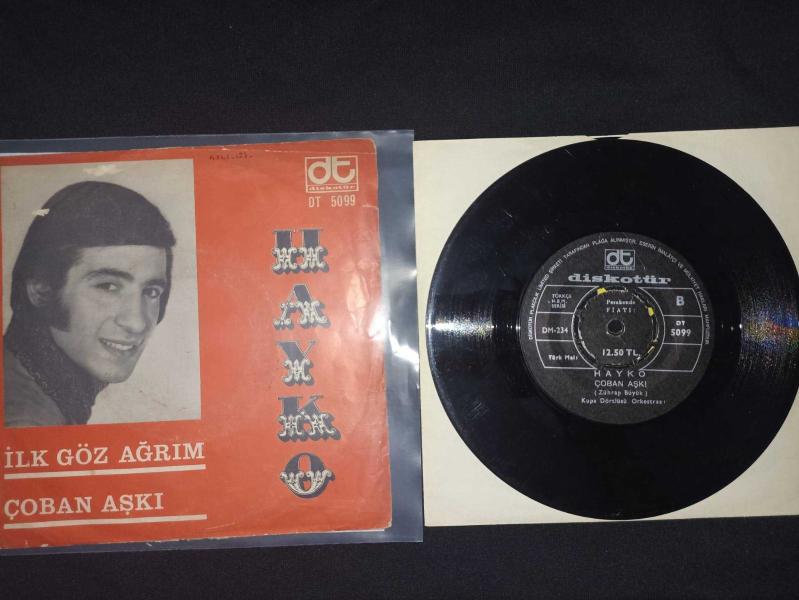 dt
diskotür
DT 5099
HAYKO
İLK GÖZ AĞRIM
ÇOBAN AŞKI
dt
diskotür
TÜRKÇE
Perakende
FİATI:
B
DM-234
DT
5099
Türk Malı
12.50 TL.
HAYKO
ÇOBAN AŞKI
(Zührap Büyük)
Kupa Dörtlüsü Orkestrası